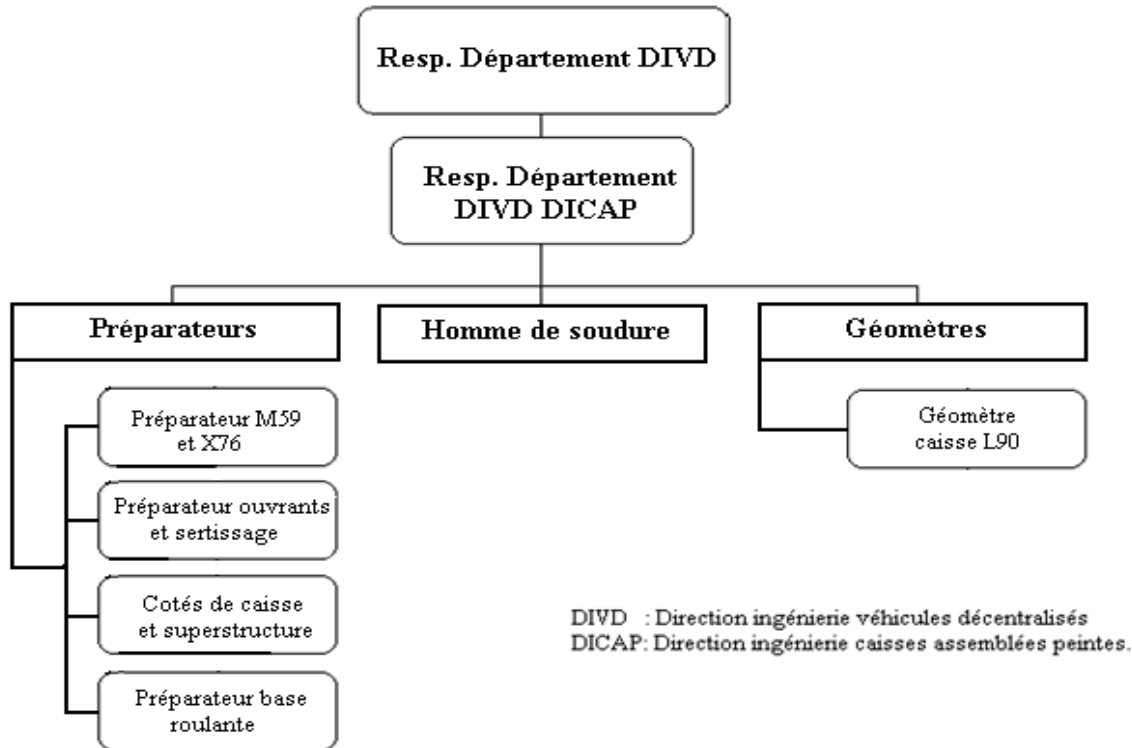 Resp. Département DIVD
Resp. Département
DIVD DICAP
Préparateurs
Homme de soudure
Géomètres
Préparateur M59
et X76
Géomètre
caisse L90
Préparateur ouvrants
et sertissage
Cotés de caisse
et superstructure
DIVD : Direction ingénierie véhicules décentralisés
DICAP: Direction ingénierie caisses assemblées peintes.
Préparateur base
roulante